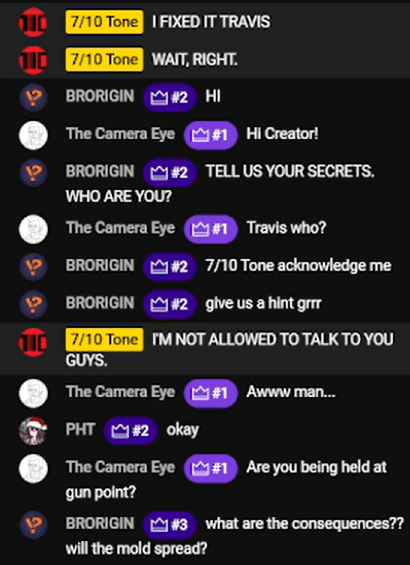 7/10 Tone I FIXED IT TRAVIS
7/10 Tone WAIT, RIGHT.
BRORIGIN #2 HI
The Camera Eye #1 Hi Creator!
BRORIGIN #2 TELL US YOUR SECRETS.
WHO ARE YOU?
The Camera Eye #1 Travis who?
BRORIGIN #2 7/10 Tone acknowledge me
BRORIGIN #2 give us a hint grrr
7/10 Tone I'M NOT ALLOWED TO TALK TO YOU
GUYS.
The Camera Eye #1 Awww man...
PHT #2 okay
The Camera Eye #1 Are you being held at
gun point?
BRORIGIN #3 what are the consequences??
will the mold spread?